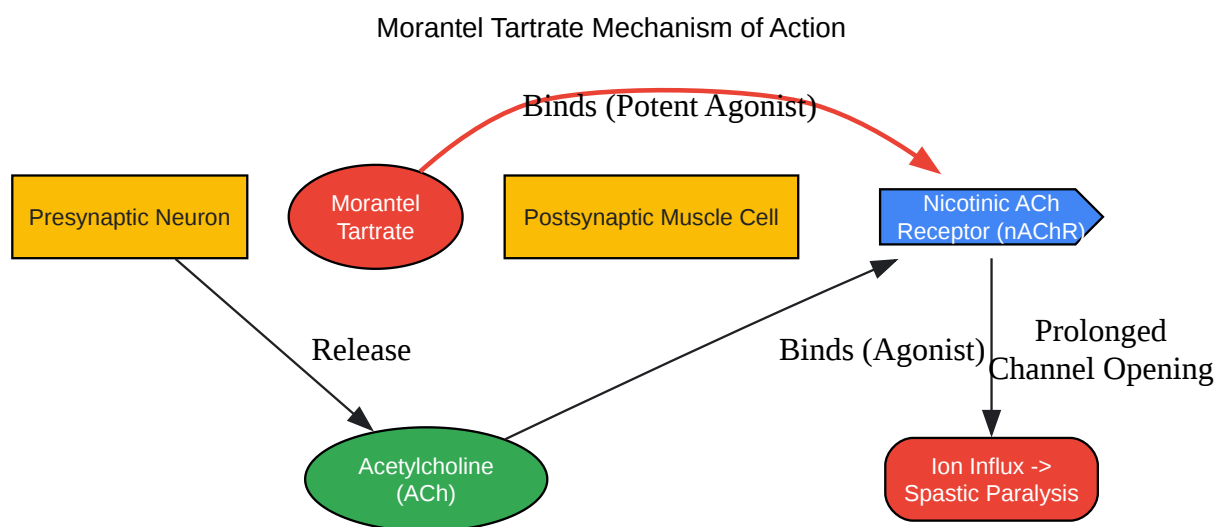 Morantel Tartrate Mechanism of Action
Binds (Potent Agonist)
Presynaptic Neuron
Morantel
Tartrate
Postsynaptic Muscle Cell
Nicotinic ACh
Receptor (nAChR)
Release
Binds (Agonist)
Prolonged
Channel Opening
Acetylcholine
(ACh)
Ion Influx ->
Spastic Paralysis